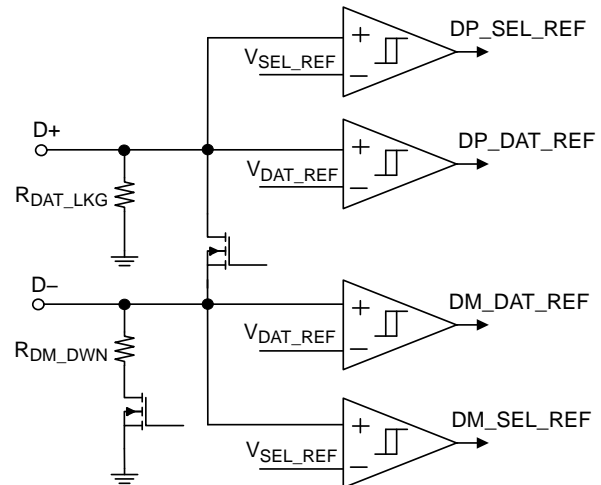 DP_SEL_REF
V_SEL_REF
D+
DP_DAT_REF
V_DAT_REF
R_DAT_LKG
D−
DM_DAT_REF
V_DAT_REF
R_DM_DWN
DM_SEL_REF
V_SEL_REF